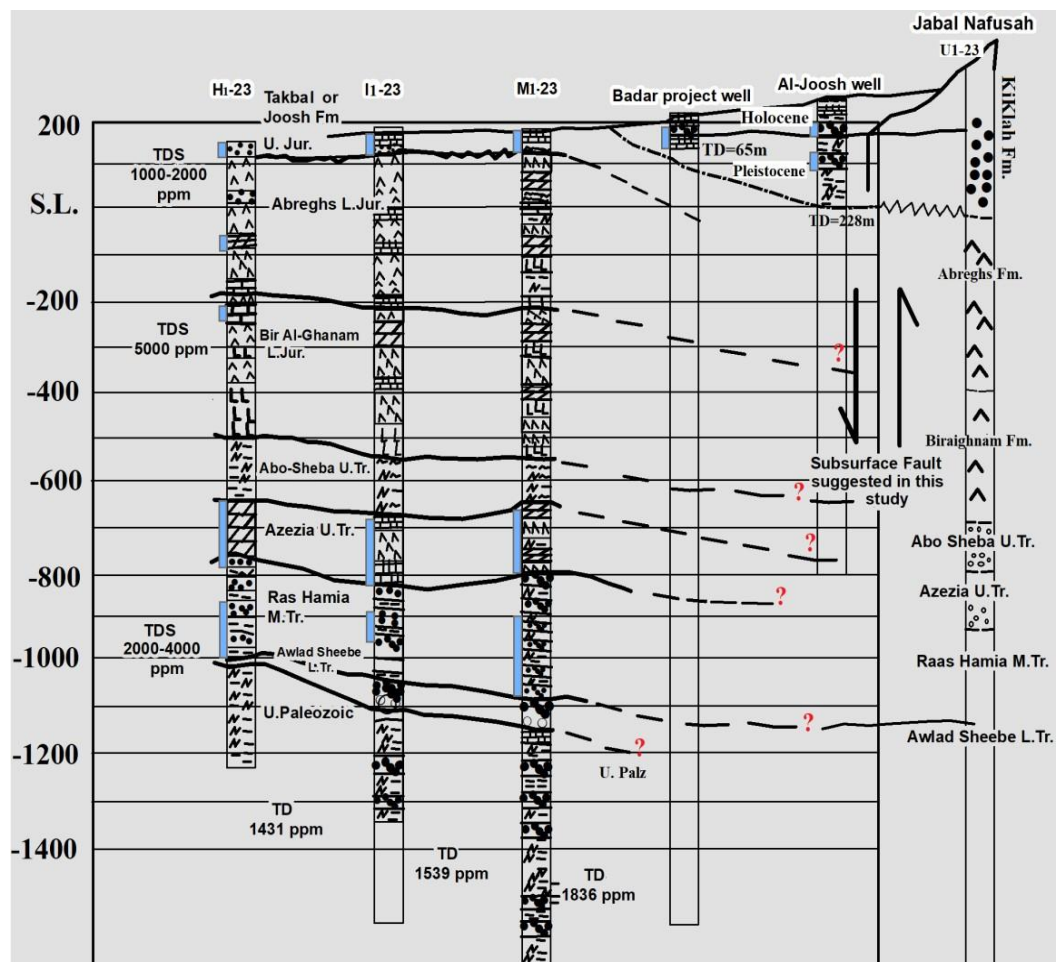 Jabal Nafusah
U1-23
H1-23
I1-23
M1-23
Badar project well
Al-Joosh well
Takbal or
Joosh Fm
KiKlah Fm.
Holocene
200
U. Jur.
TD=65m
TDS
1000-2000
ppm
Pleistocene
S.L.
Abreghs L.Jur.
TD=228m
Abreghs Fm.
-200
TDS
5000 ppm
Bir Al-Ghanam
L.Jur.
?
-400
Biraighnam Fm.
Abo-Sheba U.Tr.
Subsurface Fault
suggested in this
study
-600
?
Azezia U.Tr.
?
Abo Sheba U.Tr.
-800
Ras Hamia
M.Tr.
?
Azezia U.Tr.
TDS
2000-4000
ppm
-1000
Awlad Sheebe
L.Tr.
Raas Hamia M.Tr.
U.Paleozoic
?
Awlad Sheebe L.Tr.
-1200
?
U. Palz
TD
1431 ppm
-1400
TD
1539 ppm
TD
1836 ppm